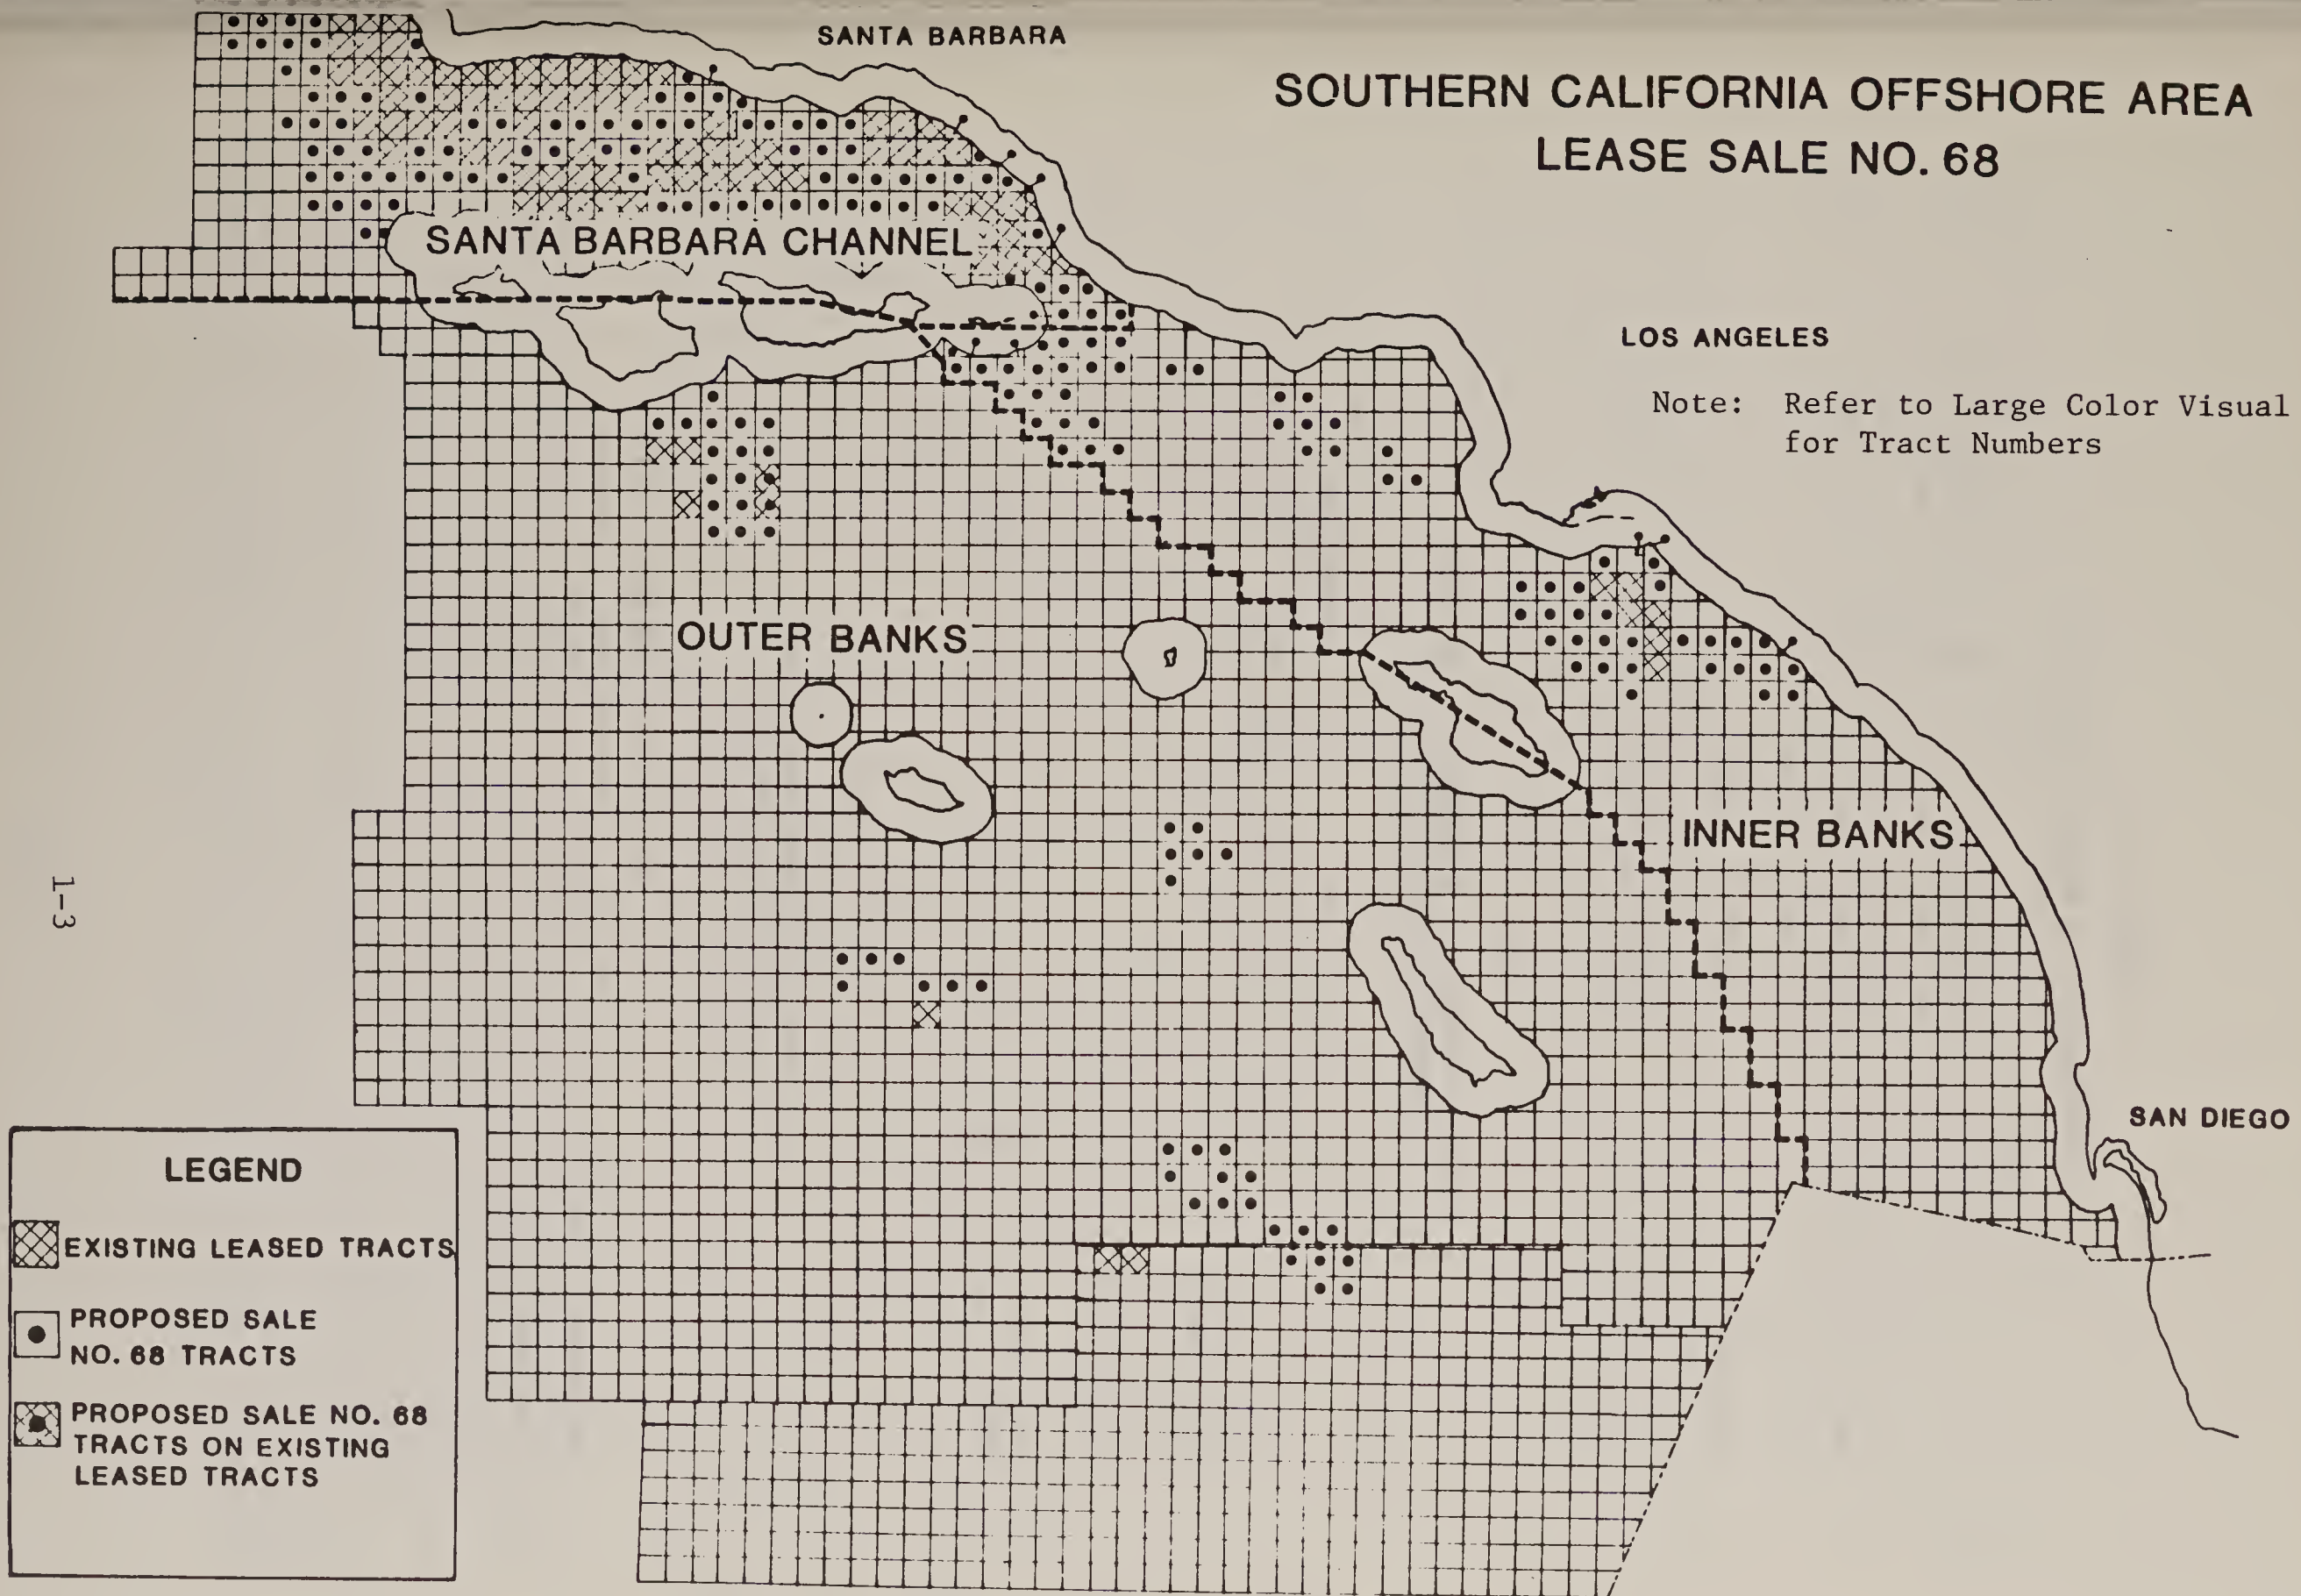 SANTA BARBARA
SOUTHERN CALIFORNIA OFFSHORE AREA
LEASE SALE NO. 68
SANTA BARBARA CHANNEL
LOS ANGELES
Note: Refer to Large Color Visual
for Tract Numbers
OUTER BANKS
INNER BANKS
1-3
SAN DIEGO
LEGEND
EXISTING LEASED TRACTS
PROPOSED SALE
NO. 68 TRACTS
PROPOSED SALE NO. 68
TRACTS ON EXISTING
LEASED TRACTS